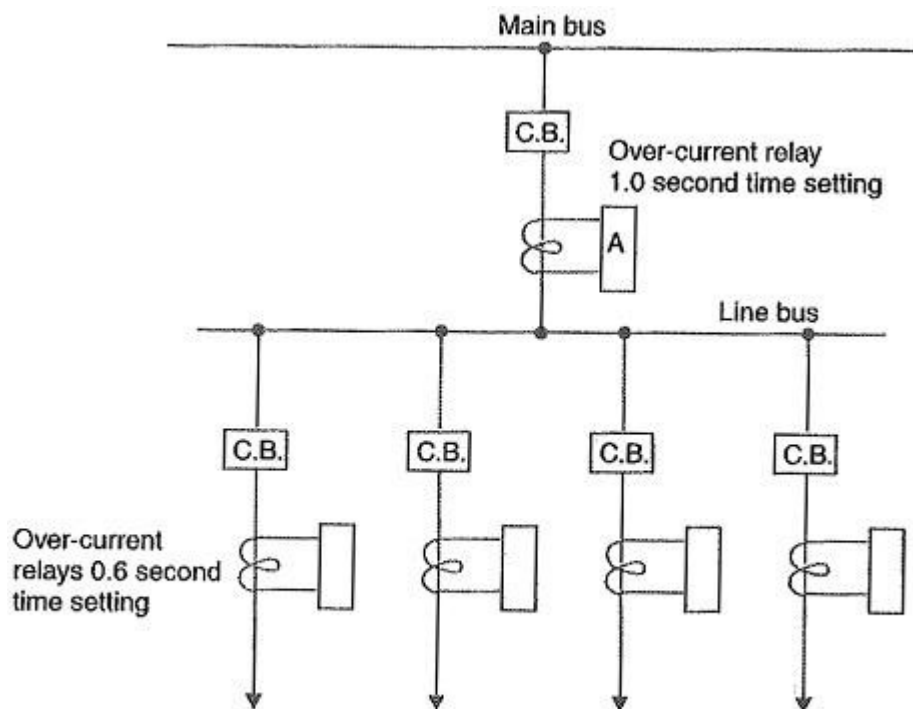 Main bus
C.B.
Over-current relay
1.0 second time setting
A
Line bus
C.B.
C.B.
C.B.
C.B.
Over-current
relays 0.6 second
time setting